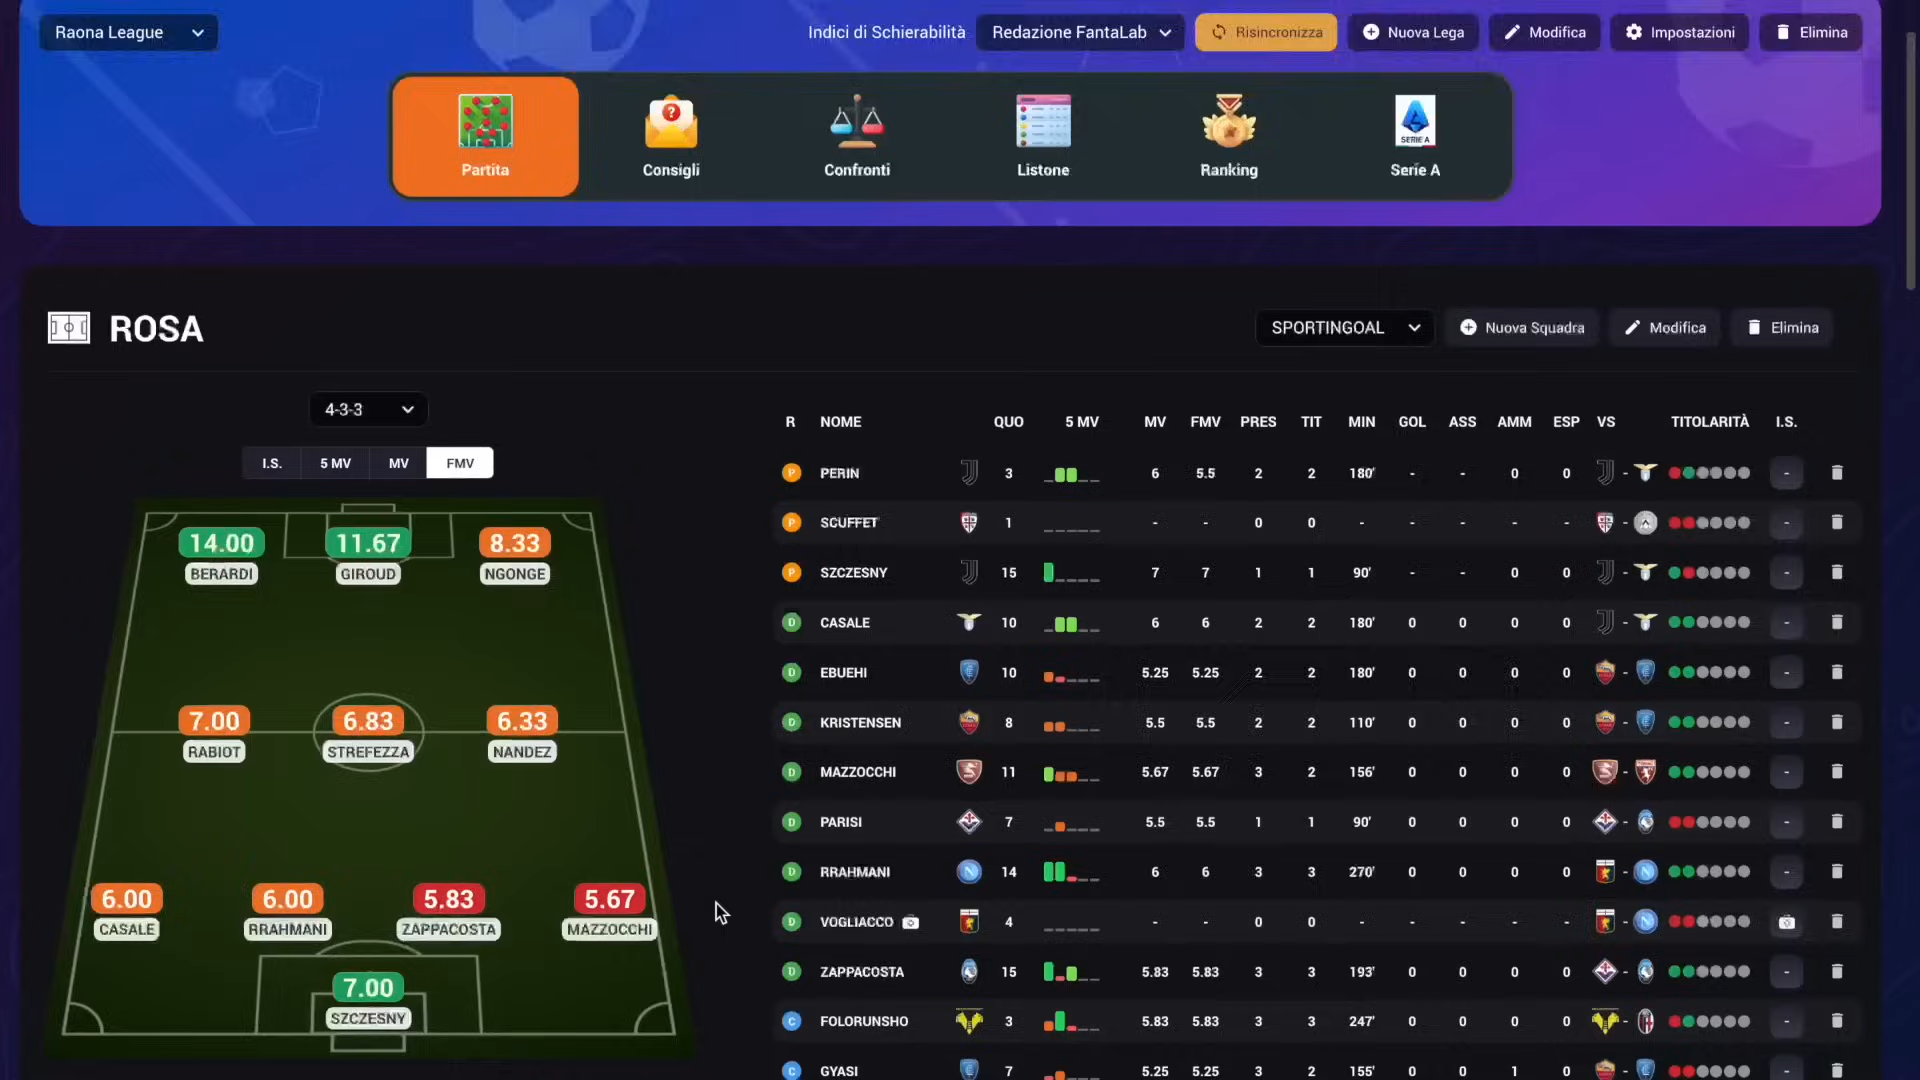 Raona League
Indici di Schierabilità
Redazione FantaLab
Risincronizza
Nuova Lega
Modifica
Impostazioni
Elimina
Partita
Consigli
Confronti
Listone
Ranking
SERIE A
Serie A
ROSA
SPORTINGOAL
Nuova Squadra
Modifica
Elimina
4-3-3
I.S. 5 MV MV FMV
14.00 11.67 8.33
BERARDI GIROUD NGONGE
7.00 6.83 6.33
RABIOT STREFEZZA NANDEZ
6.00 6.00 5.83 5.67
CASALE RRAHMANI ZAPPACOSTA MAZZOCCHI
7.00
SZCZESNY
R NOME QUO 5 MV MV FMV PRES TIT MIN GOL ASS AMM ESP VS TITOLARITÀ I.S.
P PERIN 3 6 5.5 2 2 180' - - 0 0 - -
P SCUFFET 1 - - 0 0 - - - - - - -
P SZCZESNY 15 7 7 1 1 90' - - 0 0 - -
D CASALE 10 6 6 2 2 180' 0 0 0 0 - -
D EBUEHI 10 5.25 5.25 2 2 180' 0 0 0 0 - -
D KRISTENSEN 8 5.5 5.5 2 2 110' 0 0 0 0 - -
D MAZZOCCHI 11 5.67 5.67 3 2 156' 0 0 0 0 - -
D PARISI 7 5.5 5.5 1 1 90' 0 0 0 0 - -
D RRAHMANI 14 6 6 3 3 270' 0 0 0 0 - -
D VOGLIACCO 4 - - 0 0 - - - - - -
D ZAPPACOSTA 15 5.83 5.83 3 3 193' 0 0 0 0 - -
C FOLORUNSHO 3 5.83 5.83 3 3 247' 0 0 0 0 - -
C GYASI 7 5.25 5.25 3 2 155' 0 0 1 0 - -